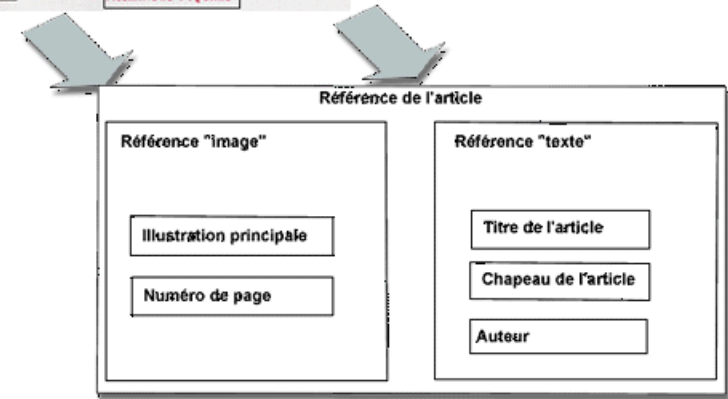 Référence de l'article
Référence "image"
Illustration principale
Numéro de page
Référence "texte"
Titre de l'article
Chapeau de l'article
Auteur